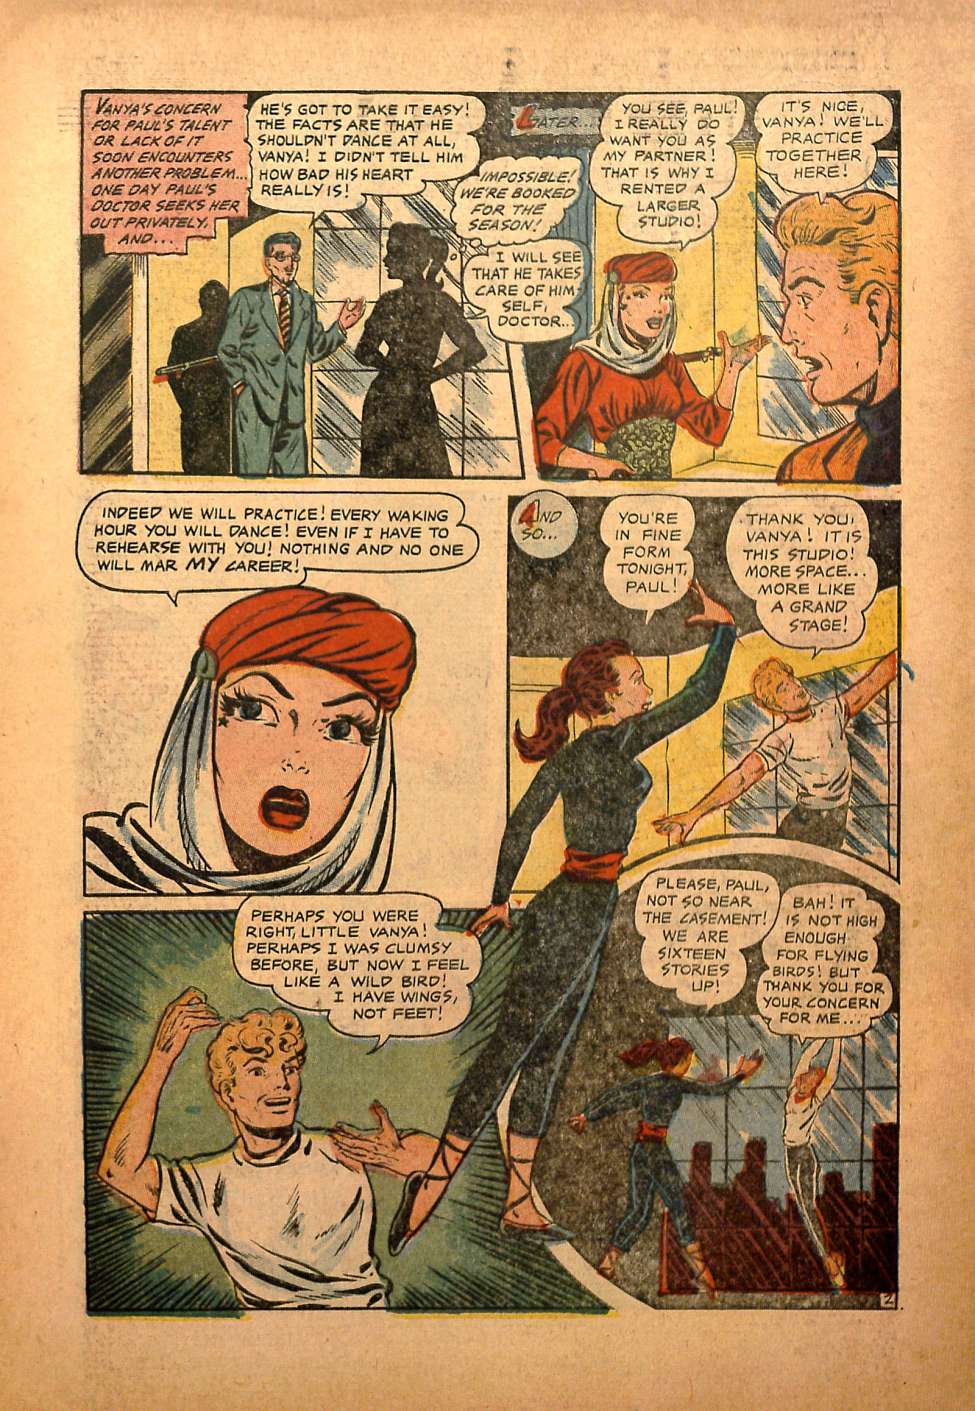 VANYA'S CONCERN
FOR PAUL'S TALENT
OR LACK OF IT
SOON ENCOUNTERS
ANOTHER PROBLEM...
ONE DAY PAUL'S
DOCTOR SEEKS HER
OUT PRIVATELY,
AND...
HE'S GOT TO TAKE IT EASY!
THE FACTS ARE THAT HE
SHOULDN'T DANCE AT ALL,
VANYA! I DIDN'T TELL HIM
HOW BAD HIS HEART
REALLY IS!
IMPOSSIBLE!
WE'RE BOOKED
FOR THE
SEASON!
I WILL SEE
THAT HE TAKES
CARE OF HIM-
SELF,
DOCTOR...
LATER...
YOU SEE, PAUL!
I REALLY DO
WANT YOU AS
MY PARTNER!
THAT IS WHY I
RENTED A
LARGER
STUDIO!
IT'S NICE,
VANYA! WE'LL
PRACTICE
TOGETHER
HERE!
INDEED WE WILL PRACTICE! EVERY WAKING
HOUR YOU WILL DANCE! EVEN IF I HAVE TO
REHEARSE WITH YOU! NOTHING AND NO ONE
WILL MAR MY CAREER!
AND
SO...
YOU'RE
IN FINE
FORM
TONIGHT,
PAUL!
THANK YOU,
VANYA! IT IS
THIS STUDIO!
MORE SPACE...
MORE LIKE
A GRAND
STAGE!
PERHAPS YOU WERE
RIGHT, LITTLE VANYA!
PERHAPS I WAS CLUMSY
BEFORE, BUT NOW I FEEL
LIKE A WILD BIRD!
I HAVE WINGS,
NOT FEET!
PLEASE, PAUL,
NOT SO NEAR
THE CASEMENT!
WE ARE
SIXTEEN
STORIES
UP!
BAH! IT
IS NOT HIGH
ENOUGH
FOR FLYING
BIRDS! BUT
THANK YOU FOR
YOUR CONCERN
FOR ME...
2